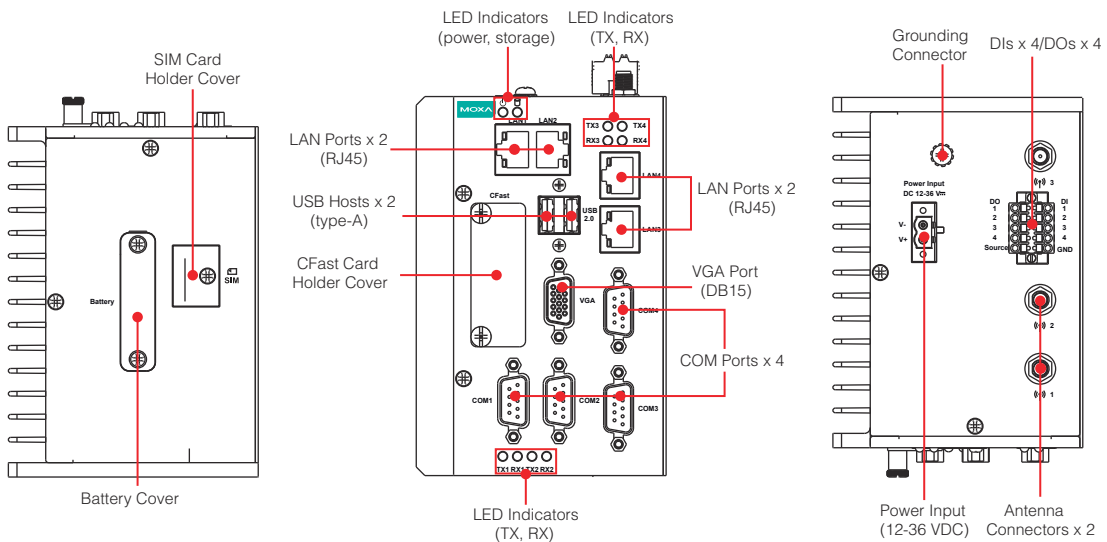 SIM Card
Holder Cover
Battery
SIM
Battery Cover
LED Indicators
(power, storage)
LED Indicators
(TX, RX)
MOXA
LAN1 LAN2
TX3 TX4
RX3 RX4
LAN Ports x 2
(RJ45)
LAN4
CFast
USB Hosts x 2
(type-A)
USB
2.0
LAN3
LAN Ports x 2
(RJ45)
CFast Card
Holder Cover
VGA
VGA Port
(DB15)
COM4
COM Ports x 4
COM1
COM2
COM3
TX1 RX1 TX2 RX2
LED Indicators
(TX, RX)
Grounding
Connector
DIs x 4/DOs x 4
3
Power Input
DC 12-36 V
V-
V+
DO DI
1 1
2 2
3 3
4 4
Source GND
2
1
Power Input
(12-36 VDC)
Antenna
Connectors x 2